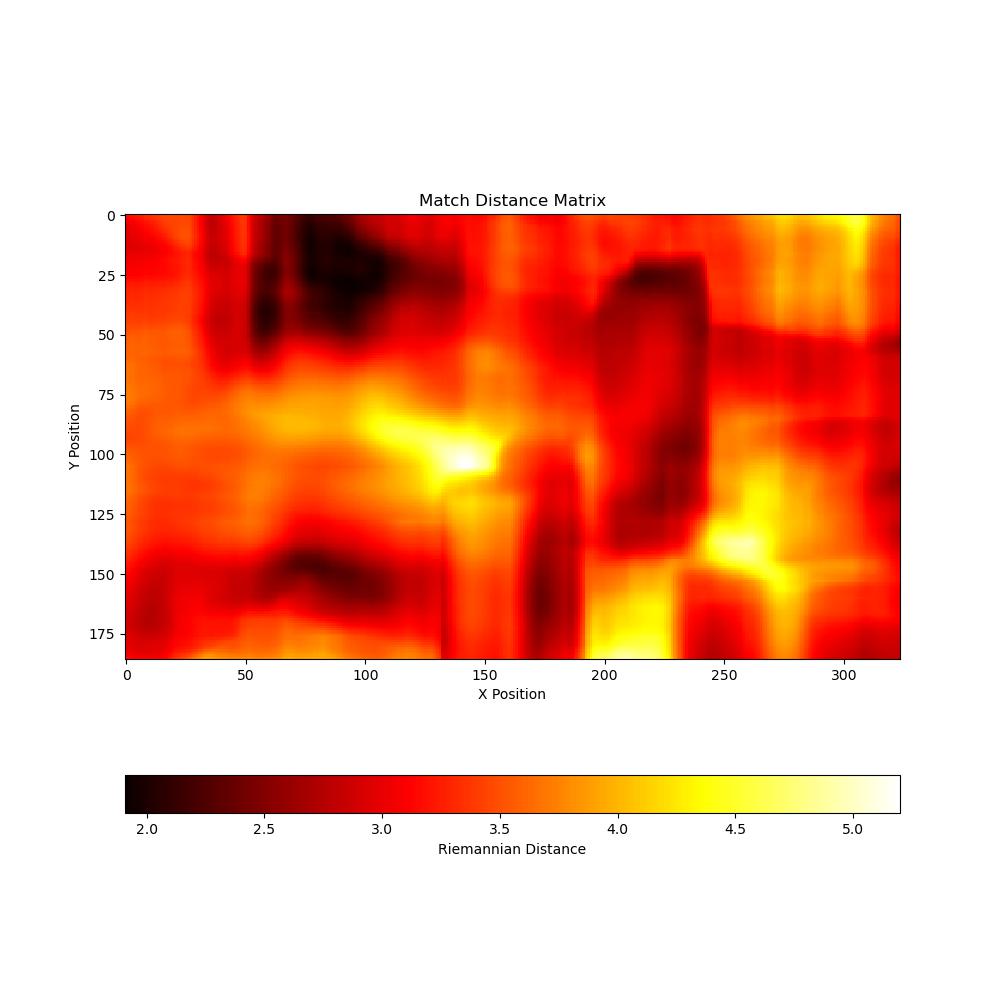 Match Distance Matrix
0
25
50
75
100
125
150
175
Y Position
0 50 100 150 200 250 300
X Position
2.0 2.5 3.0 3.5 4.0 4.5 5.0
Riemannian Distance